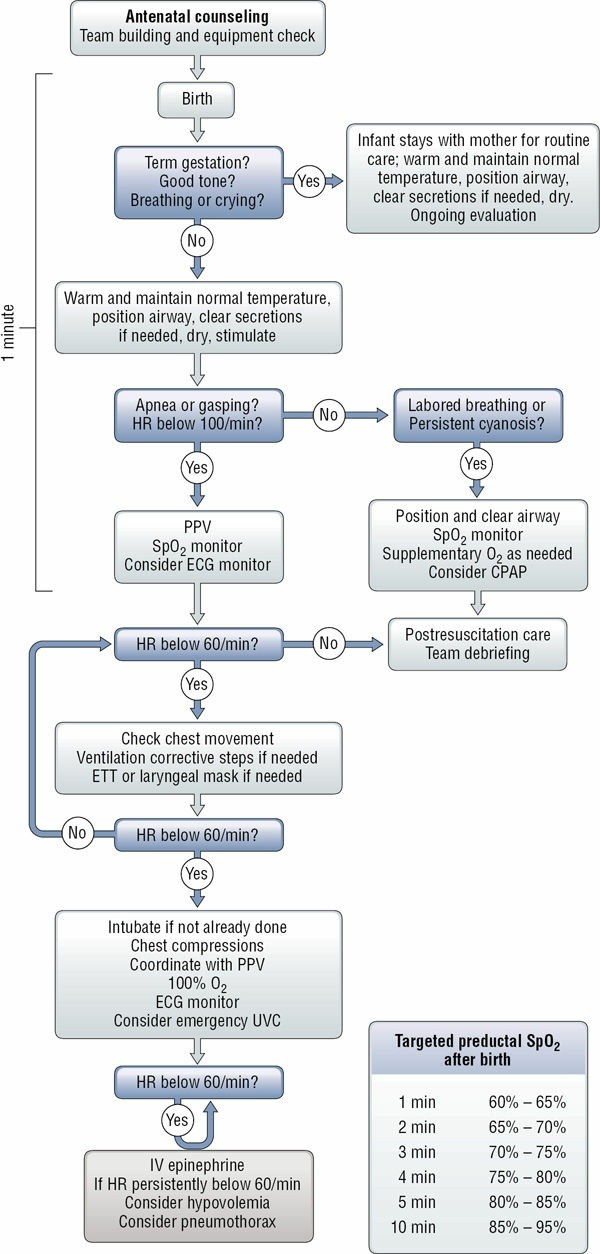 Antenatal counseling
Team building and equipment check
Birth
Term gestation?
Good tone?
Breathing or crying?
Yes
Infant stays with mother for routine
care; warm and maintain normal
temperature, position airway,
clear secretions if needed, dry.
Ongoing evaluation
No
1 minute
Warm and maintain normal temperature,
position airway, clear secretions
if needed, dry, stimulate
Apnea or gasping?
HR below 100/min?
No
Labored breathing or
Persistent cyanosis?
Yes
Yes
PPV
SpO₂ monitor
Consider ECG monitor
Position and clear airway
SpO₂ monitor
Supplementary O₂ as needed
Consider CPAP
HR below 60/min?
No
Postresuscitation care
Team debriefing
Yes
Check chest movement
Ventilation corrective steps if needed
ETT or laryngeal mask if needed
No
HR below 60/min?
Yes
Intubate if not already done
Chest compressions
Coordinate with PPV
100% O₂
ECG monitor
Consider emergency UVC
HR below 60/min?
Yes
IV epinephrine
If HR persistently below 60/min
Consider hypovolemia
Consider pneumothorax
Targeted preductal SpO₂
after birth
1 min 60% – 65%
2 min 65% – 70%
3 min 70% – 75%
4 min 75% – 80%
5 min 80% – 85%
10 min 85% – 95%